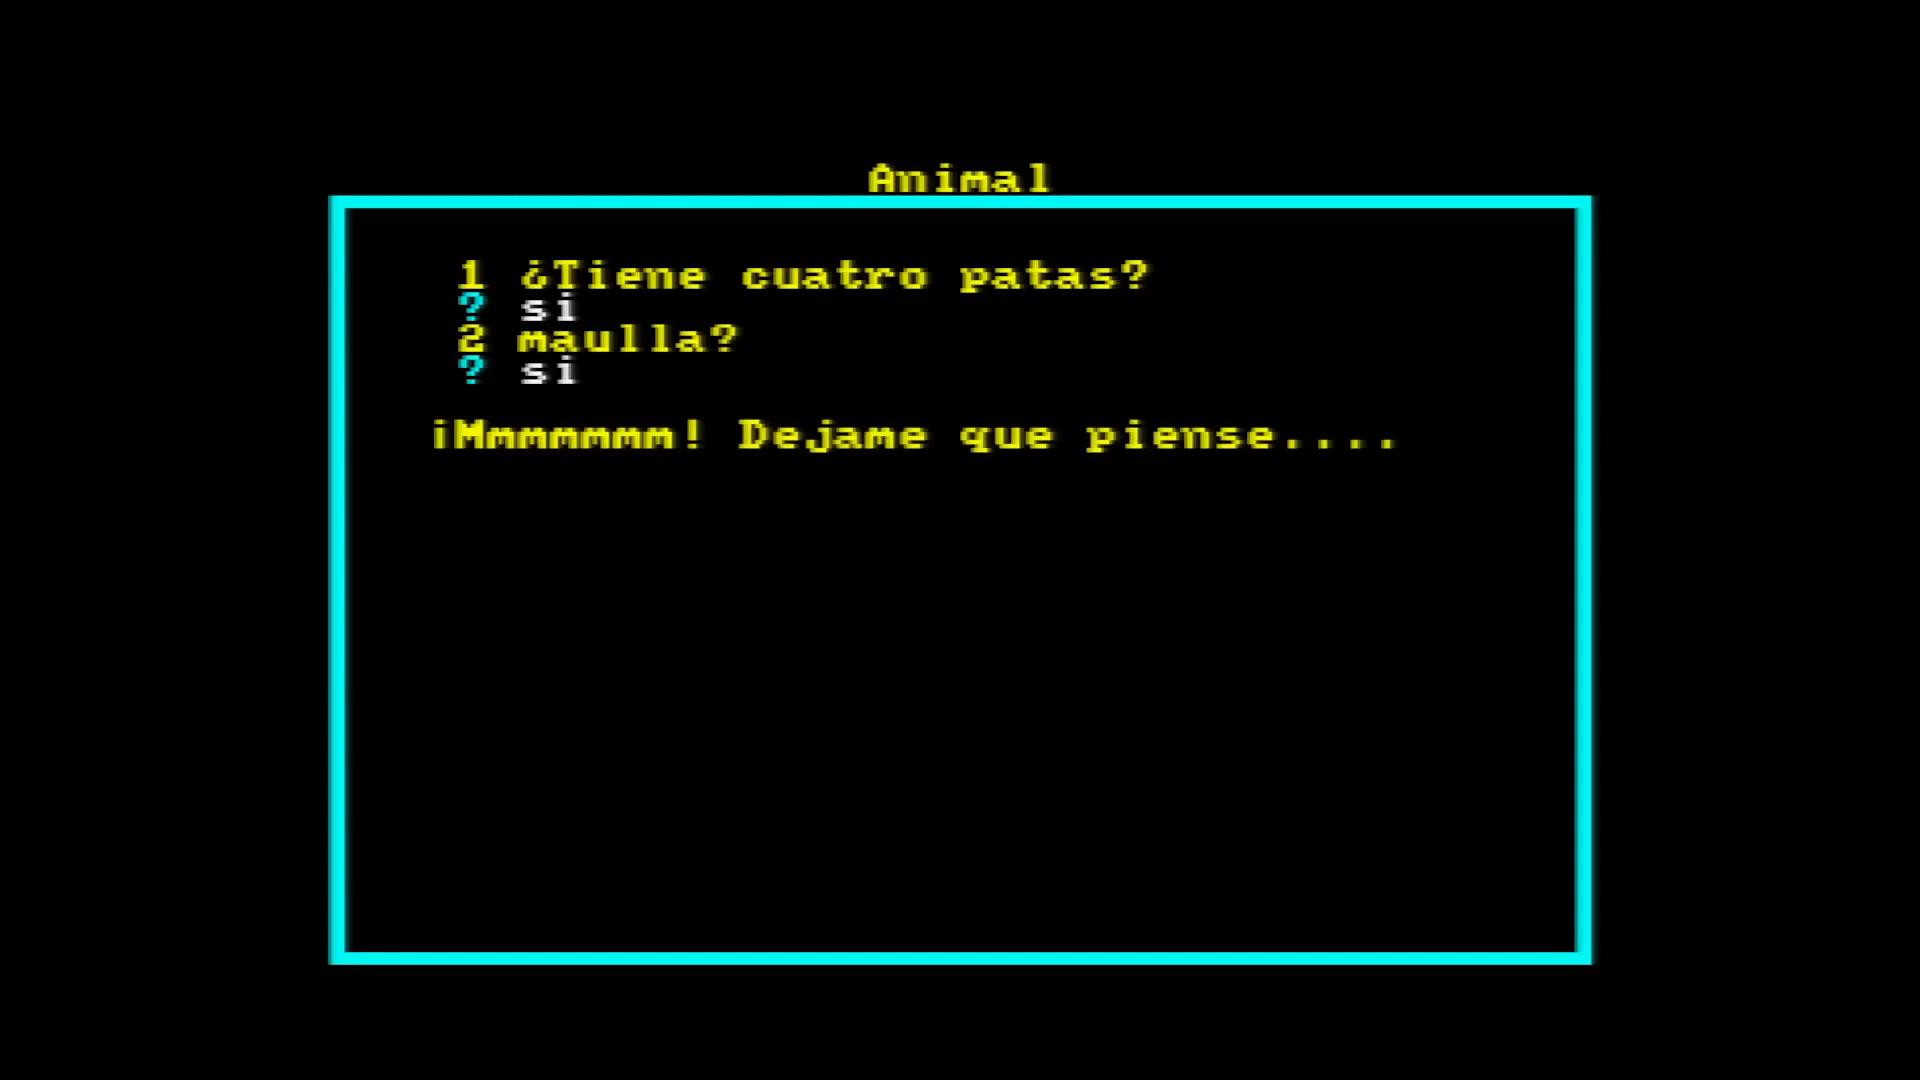 Animal
1 ¿Tiene cuatro patas?
? si
2 maulla?
? si
¡Mmmmmmm! Dejame que piense....